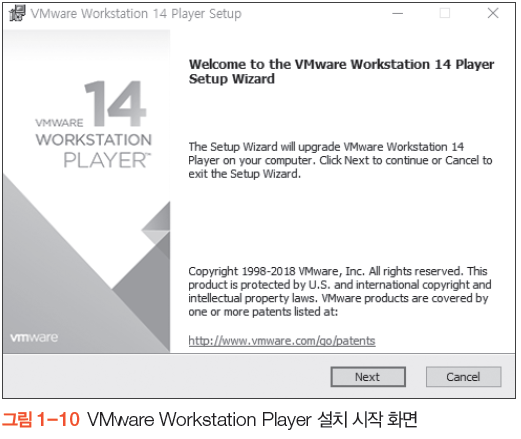 VMware Workstation 14 Player Setup
Welcome to the VMware Workstation 14 Player
Setup Wizard
VMWARE 14
WORKSTATION
PLAYER™
The Setup Wizard will upgrade VMware Workstation 14
Player on your computer. Click Next to continue or Cancel to
exit the Setup Wizard.
Copyright 1998-2018 VMware, Inc. All rights reserved. This
product is protected by U.S. and international copyright and
intellectual property laws. VMware products are covered by
one or more patents listed at:
http://www.vmware.com/go/patents
vmware
Next
Cancel
그림 1-10 VMware Workstation Player 설치 시작 화면